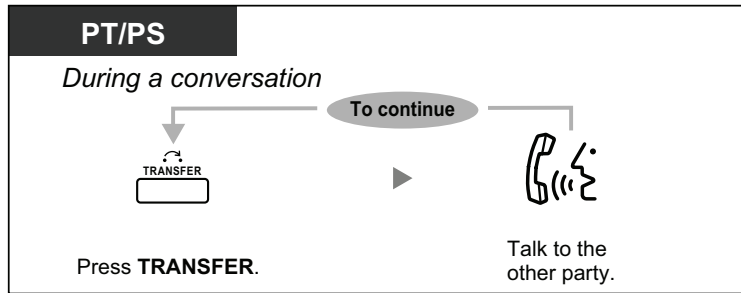 PT/PS
During a conversation
To continue
TRANSFER
Press TRANSFER.
Talk to the
other party.